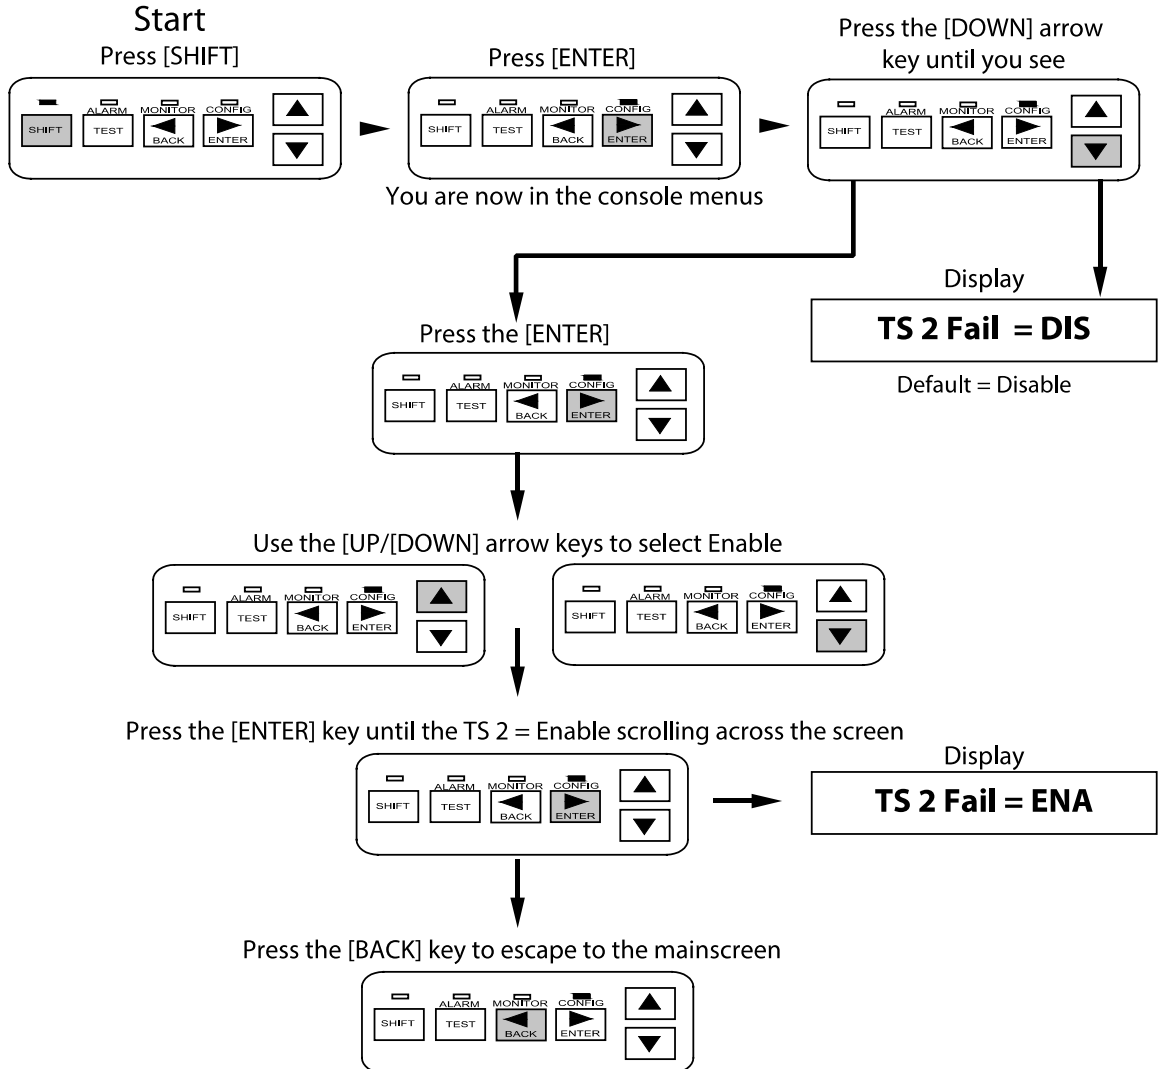 Start
Press [SHIFT]
SHIFT
ALARM
TEST
MONITOR
BACK
CONFIG
ENTER
Press [ENTER]
SHIFT
ALARM
TEST
MONITOR
BACK
CONFIG
ENTER
You are now in the console menus
Press the [DOWN] arrow
key until you see
SHIFT
ALARM
TEST
MONITOR
BACK
CONFIG
ENTER
Display
TS 2 Fail = DIS
Default = Disable
Press the [ENTER]
SHIFT
ALARM
TEST
MONITOR
BACK
CONFIG
ENTER
Use the [UP/[DOWN] arrow keys to select Enable
SHIFT
ALARM
TEST
MONITOR
BACK
CONFIG
ENTER
SHIFT
ALARM
TEST
MONITOR
BACK
CONFIG
ENTER
Press the [ENTER] key until the TS 2 = Enable scrolling across the screen
SHIFT
ALARM
TEST
MONITOR
BACK
CONFIG
ENTER
Display
TS 2 Fail = ENA
Press the [BACK] key to escape to the mainscreen
SHIFT
ALARM
TEST
MONITOR
BACK
CONFIG
ENTER